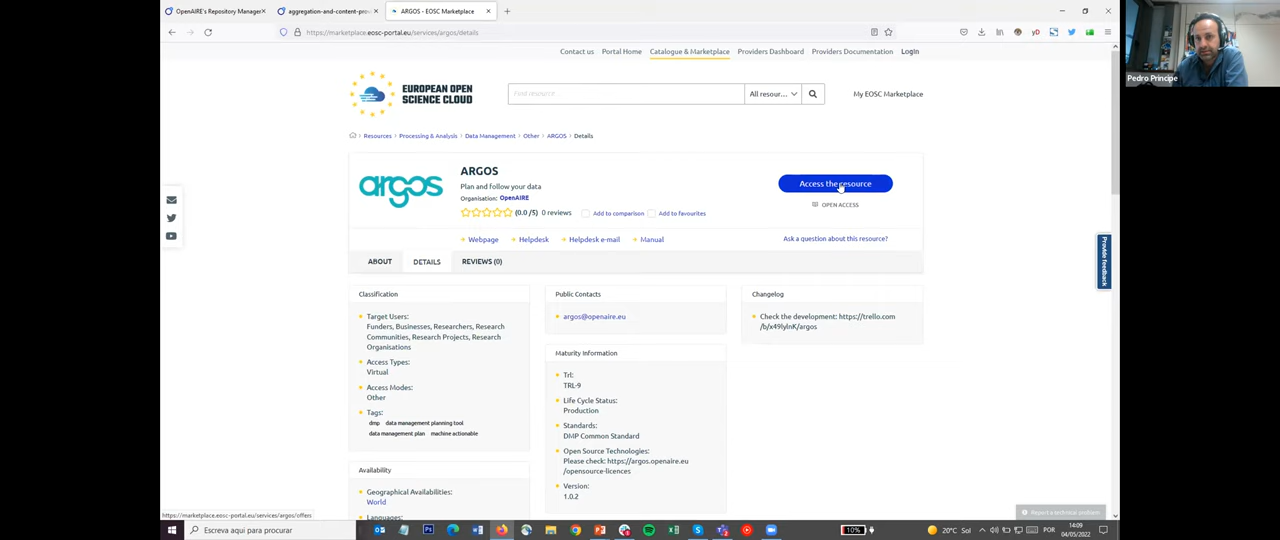 OpenAIRE's Repository Manager
aggregation-and-content-prov
ARGOS - EOSC Marketplace
https://marketplace.eosc-portal.eu/services/argos/details
Contact us
Portal Home
Catalogue & Marketplace
Providers Dashboard
Providers Documentation
Login
EUROPEAN OPEN
SCIENCE CLOUD
Find resource...
All resour...
My EOSC Marketplace
Resources
Processing & Analysis
Data Management
Other
ARGOS
Details
argos
ARGOS
Plan and follow your data
Organisation: OpenAIRE
(0.0 /5) 0 reviews
Add to comparison
Add to favourites
Access the resource
OPEN ACCESS
Webpage
Helpdesk
Helpdesk e-mail
Manual
Ask a question about this resource?
ABOUT
DETAILS
REVIEWS (0)
Classification
Target Users:
Funders, Businesses, Researchers, Research
Communities, Research Projects, Research
Organisations
Access Types:
Virtual
Access Modes:
Other
Tags:
dmp data management planning tool
data management plan machine actionable
Availability
Geographical Availabilities:
World
Languages:
Public Contacts
argos@openaire.eu
Maturity Information
Trl:
TRL-9
Life Cycle Status:
Production
Standards:
DMP Common Standard
Open Source Technologies:
Please check: https://argos.openaire.eu
/opensource-licences
Version:
1.0.2
Changelog
Check the development: https://trello.com
/b/x49lylnK/argos
Provide feedback
Report a technical problem
https://marketplace.eosc-portal.eu/services/argos/offers
Escreve aqui para procurar
10%
20°C Sol
POR
14:09
04/05/2022
Pedro Principe